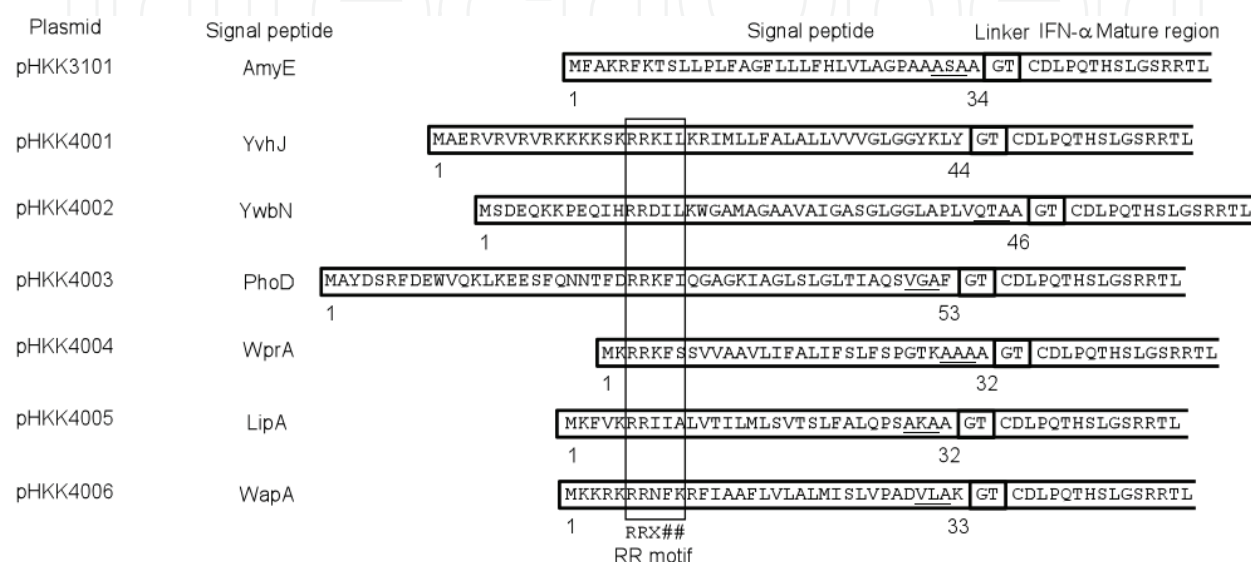 Plasmid Signal peptide Signal peptide Linker IFN-α Mature region
pHKK3101 AmyE MFAKRFKTSLLPLFAGFLLLFHLVLAGPAAASAA GT CDLPQTHSLGSRRTL
1 34
pHKK4001 YvhJ MAERVRVRVRKKKKSKRRKILKRIMLLFALALLVVVGLGGYKLY GT CDLPQTHSLGSRRTL
1 44
pHKK4002 YwbN MSDEQKKPEQIHRRDILKWGAMAGAAVAIGASGLGGLAPLVQTAA GT CDLPQTHSLGSRRTL
1 46
pHKK4003 PhoD MAYDSRFDEWVQKLKEESFQNNTFDRRKFIQGAGKIAGLSLGLTIAQSVGAF GT CDLPQTHSLGSRRTL
1 53
pHKK4004 WprA MKRRKFSSVVAAVLIFALIFSLFSPGTKAAAA GT CDLPQTHSLGSRRTL
1 32
pHKK4005 LipA MKFVKRRIIALVTILMLSVTSLFALQPSAKAA GT CDLPQTHSLGSRRTL
1 32
pHKK4006 WapA MKKRKRRNFKRFIAAFLVLALMISLVPADVLAK GT CDLPQTHSLGSRRTL
1 33
RRX##
RR motif